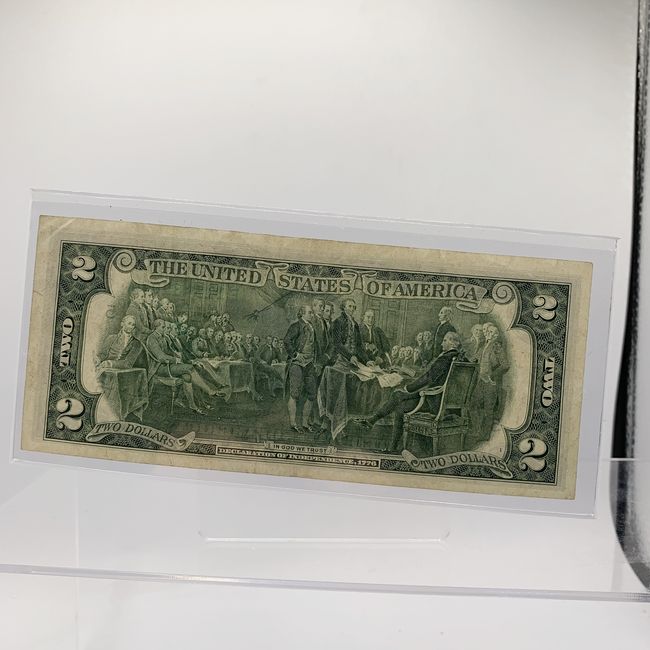 THE UNITED STATES OF AMERICA
2 2
TWO TWO
2 2
TWO DOLLARS TWO DOLLARS
IN GOD WE TRUST
DECLARATION OF INDEPENDENCE, 1776